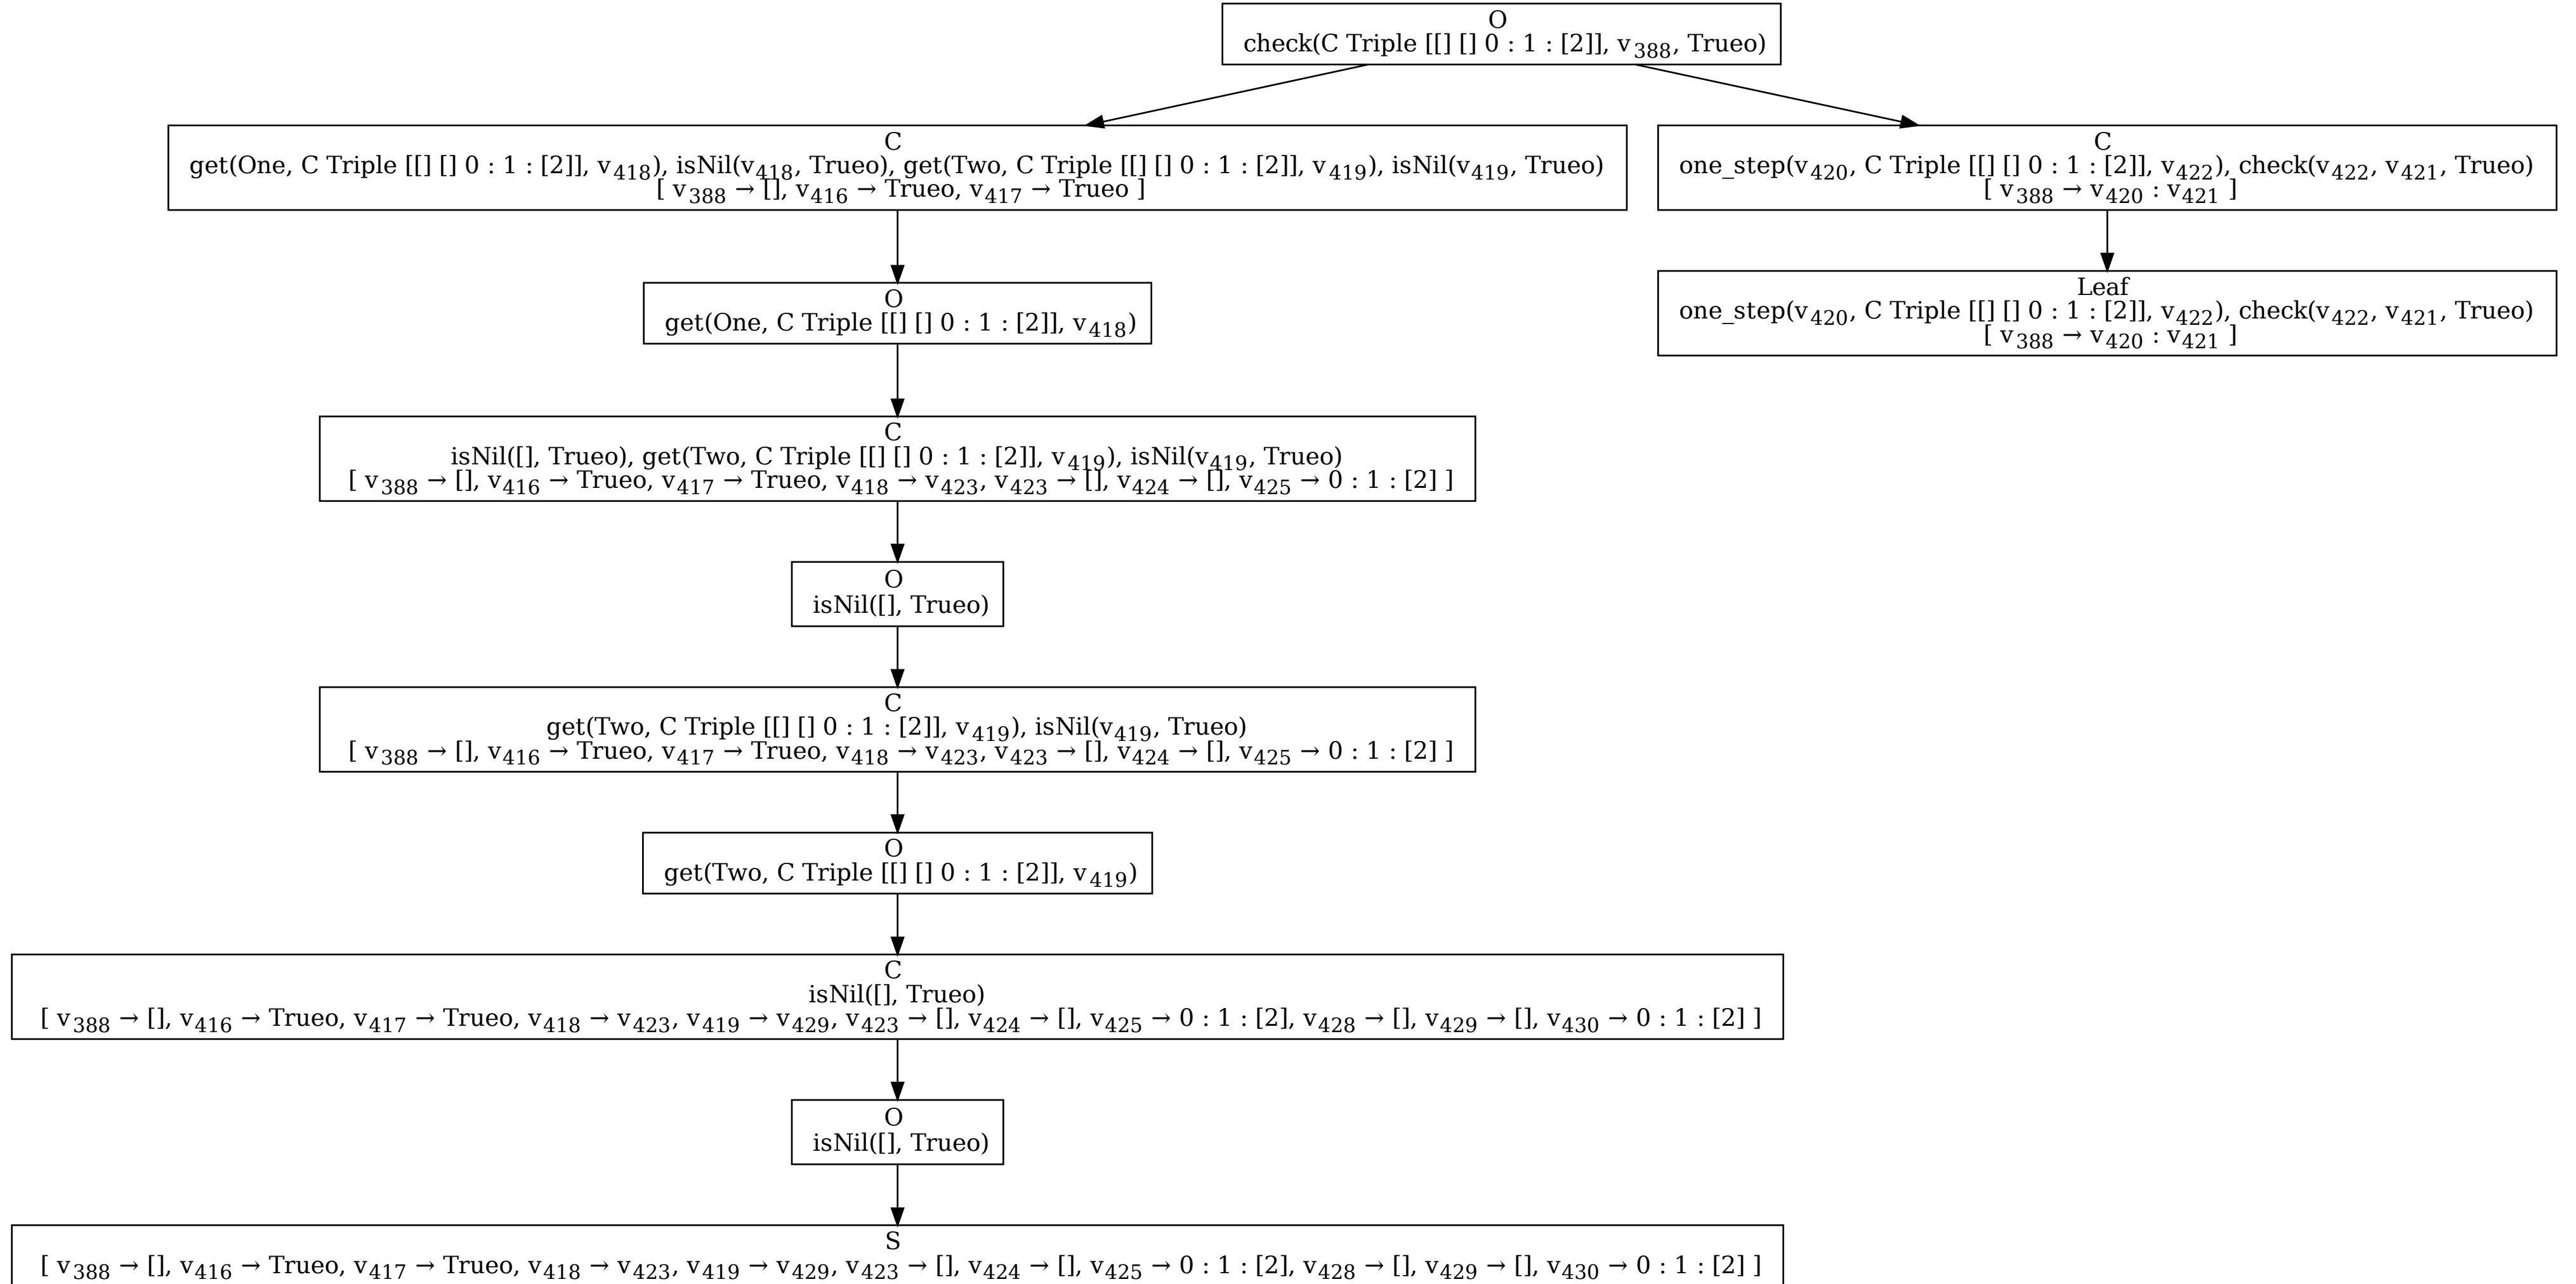 O
check(C Triple [[] [] 0 : 1 : [2]], v388, Trueo)
C
get(One, C Triple [[] [] 0 : 1 : [2]], v418), isNil(v418, Trueo), get(Two, C Triple [[] [] 0 : 1 : [2]], v419), isNil(v419, Trueo)
[ v388 → [], v416 → Trueo, v417 → Trueo ]
C
one_step(v420, C Triple [[] [] 0 : 1 : [2]], v422), check(v422, v421, Trueo)
[ v388 → v420 : v421 ]
O
get(One, C Triple [[] [] 0 : 1 : [2]], v418)
Leaf
one_step(v420, C Triple [[] [] 0 : 1 : [2]], v422), check(v422, v421, Trueo)
[ v388 → v420 : v421 ]
C
isNil([], Trueo), get(Two, C Triple [[] [] 0 : 1 : [2]], v419), isNil(v419, Trueo)
[ v388 → [], v416 → Trueo, v417 → Trueo, v418 → v423, v423 → [], v424 → [], v425 → 0 : 1 : [2] ]
O
isNil([], Trueo)
C
get(Two, C Triple [[] [] 0 : 1 : [2]], v419), isNil(v419, Trueo)
[ v388 → [], v416 → Trueo, v417 → Trueo, v418 → v423, v423 → [], v424 → [], v425 → 0 : 1 : [2] ]
O
get(Two, C Triple [[] [] 0 : 1 : [2]], v419)
C
isNil([], Trueo)
[ v388 → [], v416 → Trueo, v417 → Trueo, v418 → v423, v419 → v429, v423 → [], v424 → [], v425 → 0 : 1 : [2], v428 → [], v429 → [], v430 → 0 : 1 : [2] ]
O
isNil([], Trueo)
S
[ v388 → [], v416 → Trueo, v417 → Trueo, v418 → v423, v419 → v429, v423 → [], v424 → [], v425 → 0 : 1 : [2], v428 → [], v429 → [], v430 → 0 : 1 : [2] ]